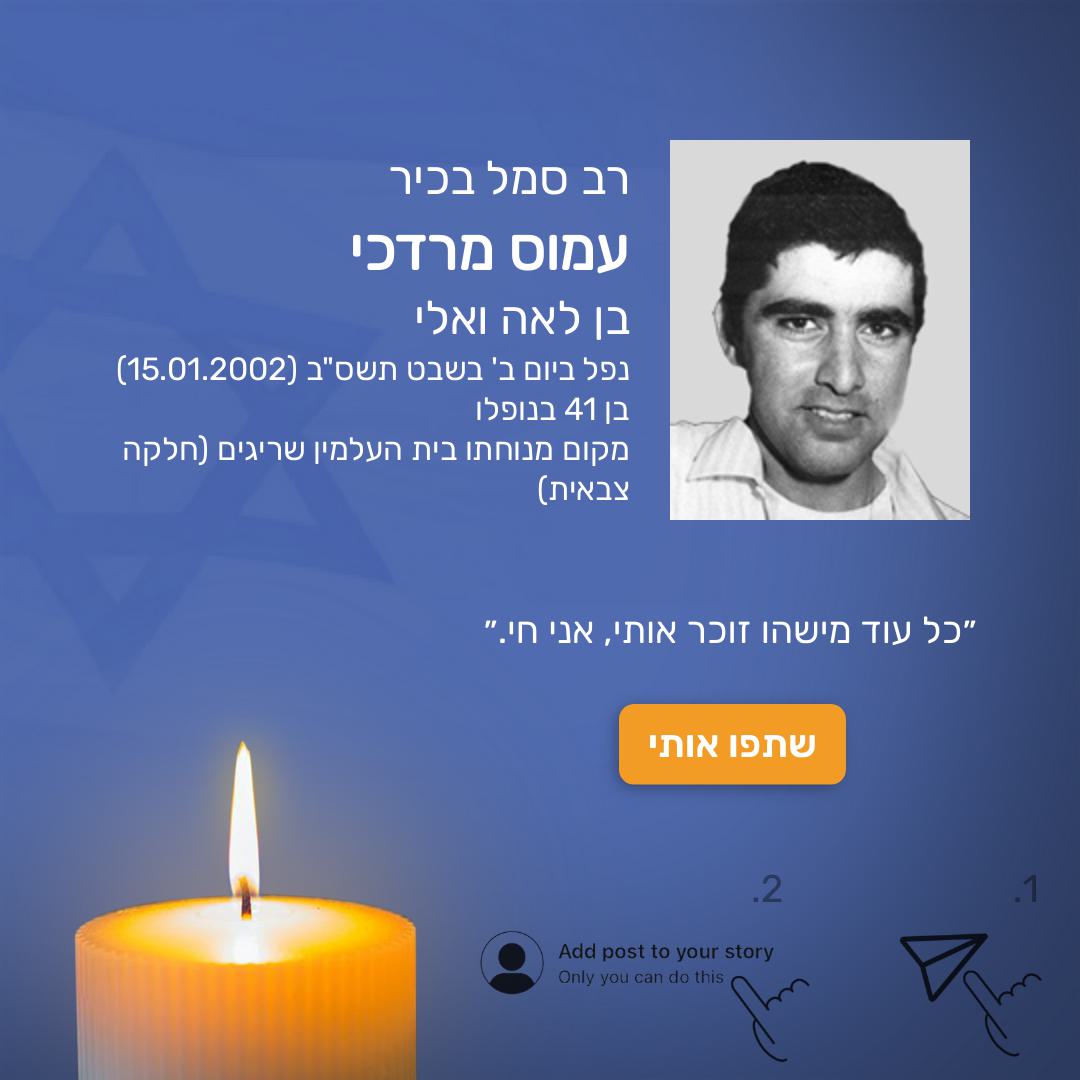 רב סמל בכיר
עמוס מרדכי
בן לאה ואלי
נפל ביום ב' בשבט תשס"ב (15.01.2002)
בן 41 בנופלו
מקום מנוחתו בית העלמין שריגים (חלקה
צבאית)
״כל עוד מישהו זוכר אותי, אני חי.״
שתפו אותי
.1
.2
Add post to your story
Only you can do this